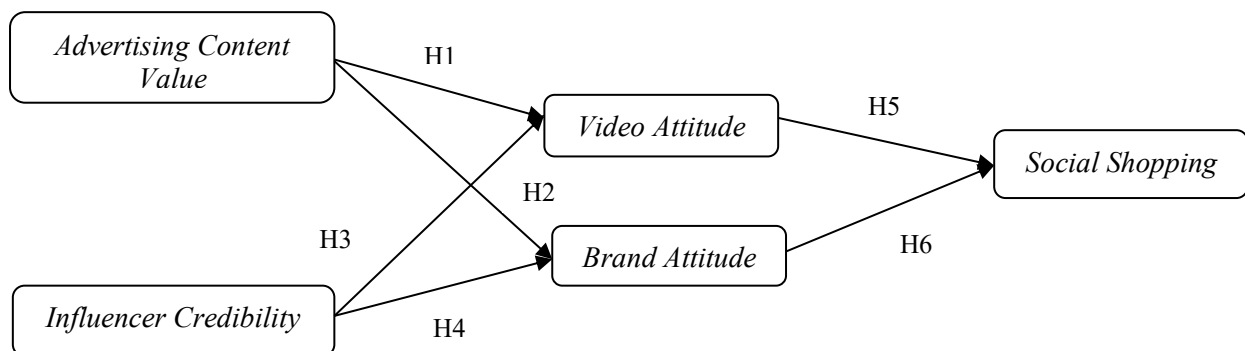 Advertising Content
Value
H1
Video Attitude
H5
Social Shopping
H2
H3
Brand Attitude
H6
Influencer Credibility
H4